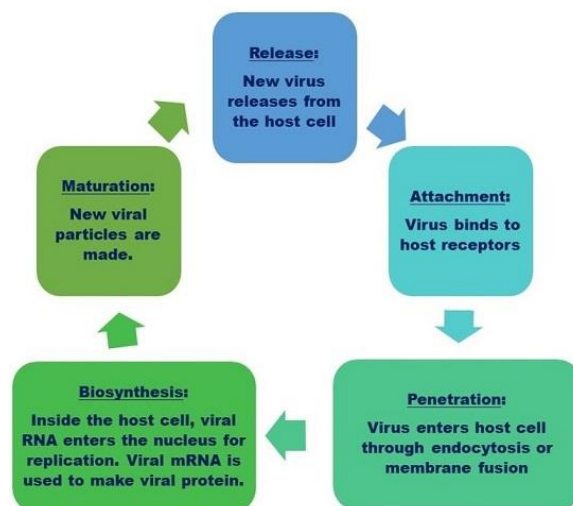 Release:
New virus
releases from
the host cell
Attachment:
Virus binds to
host receptors
Penetration:
Virus enters host cell
through endocytosis or
membrane fusion
Biosynthesis:
Inside the host cell, viral
RNA enters the nucleus for
replication. Viral mRNA is
used to make viral protein.
Maturation:
New viral
particles are
made.